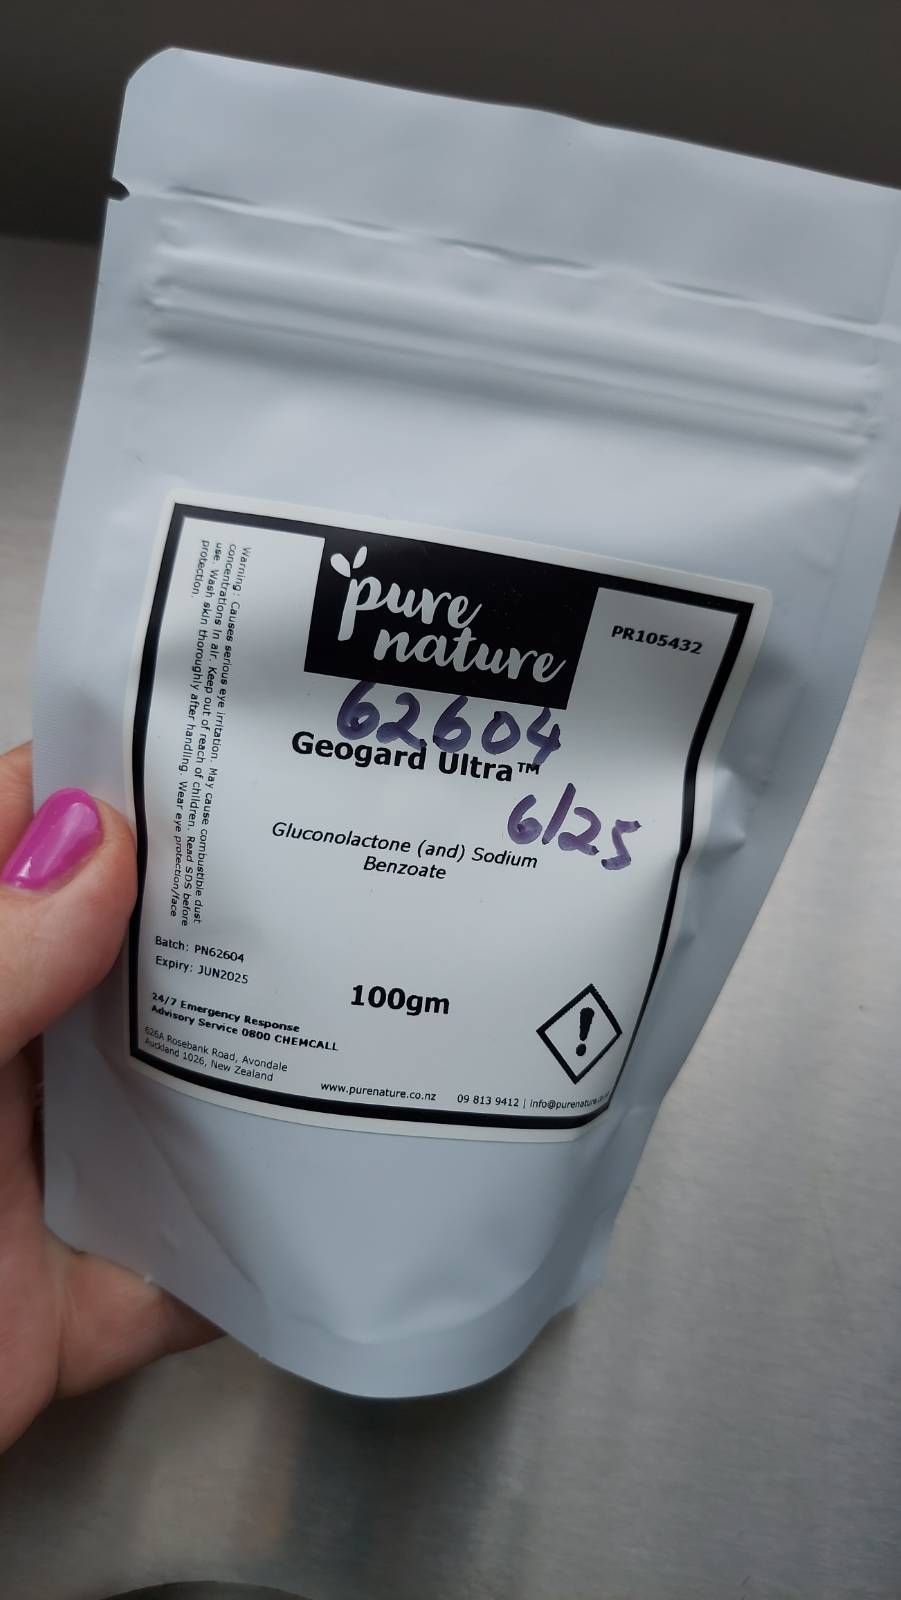 pure
nature
PR105432
62604
Geogard Ultra™
6/25
Gluconolactone (and) Sodium
Benzoate
Warning: Causes serious eye irritation. May cause combustible dust
concentrations in air. Keep out of reach of children. Read SDS before
use. Wash skin thoroughly after handling. Wear eye protection/face
protection.
Batch: PN62604
Expiry: JUN2025
100gm
24/7 Emergency Response
Advisory Service 0800 CHEMCALL
626A Rosebank Road, Avondale
Auckland 1026, New Zealand
www.purenature.co.nz
09 813 9412 | info@purenature.co